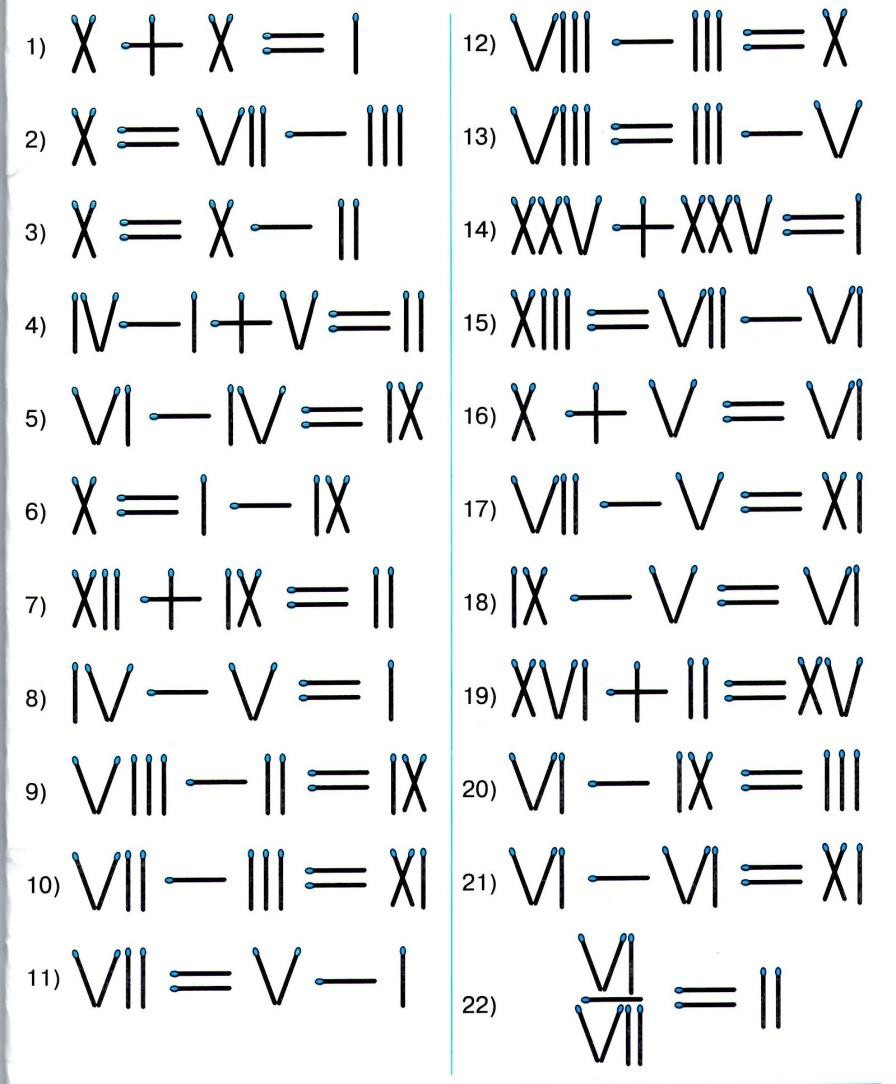 1) X + X = I
2) X = VII – III
3) X = X – II
4) IV – I + V = II
5) VI – IV = IX
6) X = I – IX
7) XII + IX = II
8) IV – V = I
9) VIII – II = IX
10) VII – III = XI
11) VII = V – I
12) VIII – III = X
13) VIII = III – V
14) XXV + XXV = I
15) XIII = VII – VI
16) X + V = VI
17) VII – V = XI
18) IX – V = VI
19) XVI + II = XV
20) VI – IX = III
21) VI – VI = XI
VI
22) — = II
VII